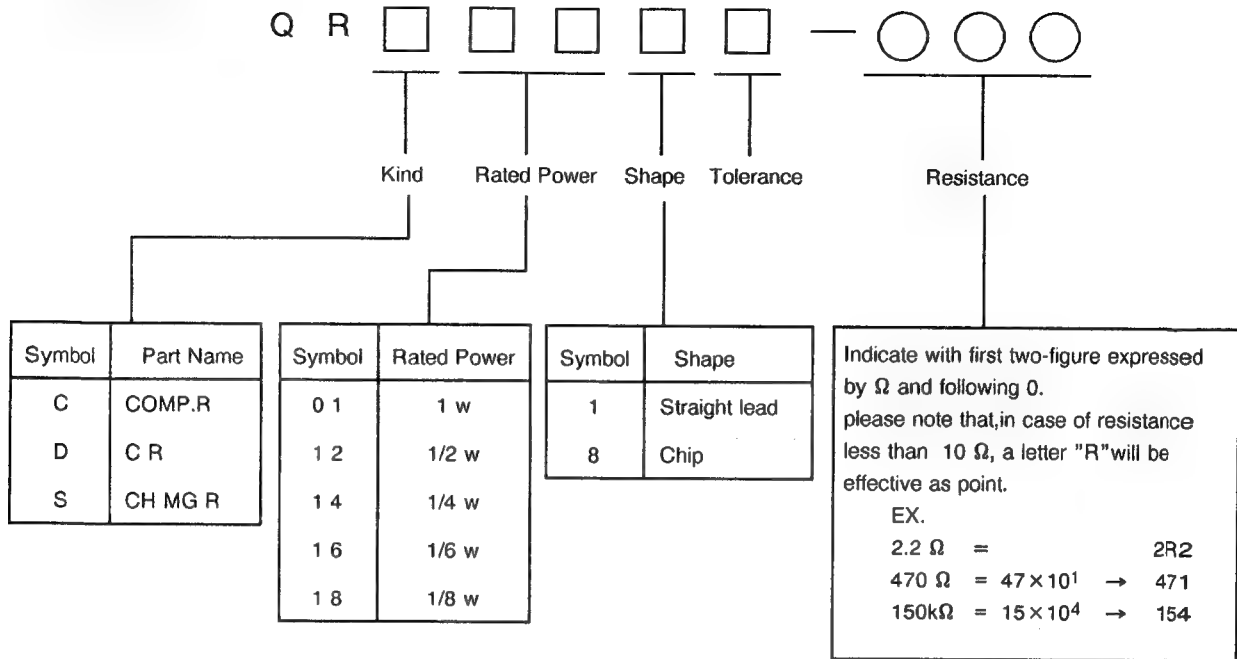 Q R □ □ □ □ □ — ○ ○ ○
Kind Rated Power Shape Tolerance Resistance
Symbol Part Name
C COMP.R
D C R
S CH MG R
Symbol Rated Power
0 1 1 w
1 2 1/2 w
1 4 1/4 w
1 6 1/6 w
1 8 1/8 w
Symbol Shape
1 Straight lead
8 Chip
Indicate with first two-figure expressed
by Ω and following 0.
please note that,in case of resistance
less than 10 Ω, a letter "R"will be
effective as point.
EX.
2.2 Ω = 2R2
470 Ω = 47×10¹ → 471
150kΩ = 15×10⁴ → 154